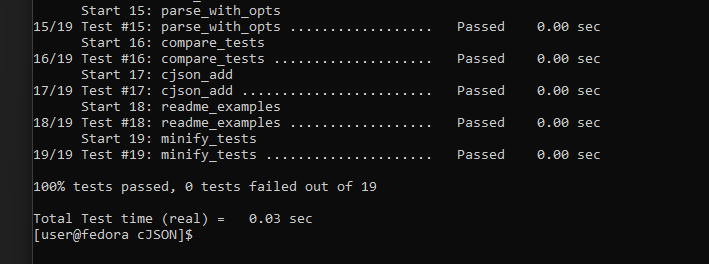 Start 15: parse_with_opts
15/19 Test #15: parse_with_opts ..................   Passed    0.00 sec
      Start 16: compare_tests
16/19 Test #16: compare_tests ....................   Passed    0.00 sec
      Start 17: cjson_add
17/19 Test #17: cjson_add ........................   Passed    0.00 sec
      Start 18: readme_examples
18/19 Test #18: readme_examples ..................   Passed    0.00 sec
      Start 19: minify_tests
19/19 Test #19: minify_tests .....................   Passed    0.00 sec

100% tests passed, 0 tests failed out of 19

Total Test time (real) =   0.03 sec
[user@fedora cJSON]$